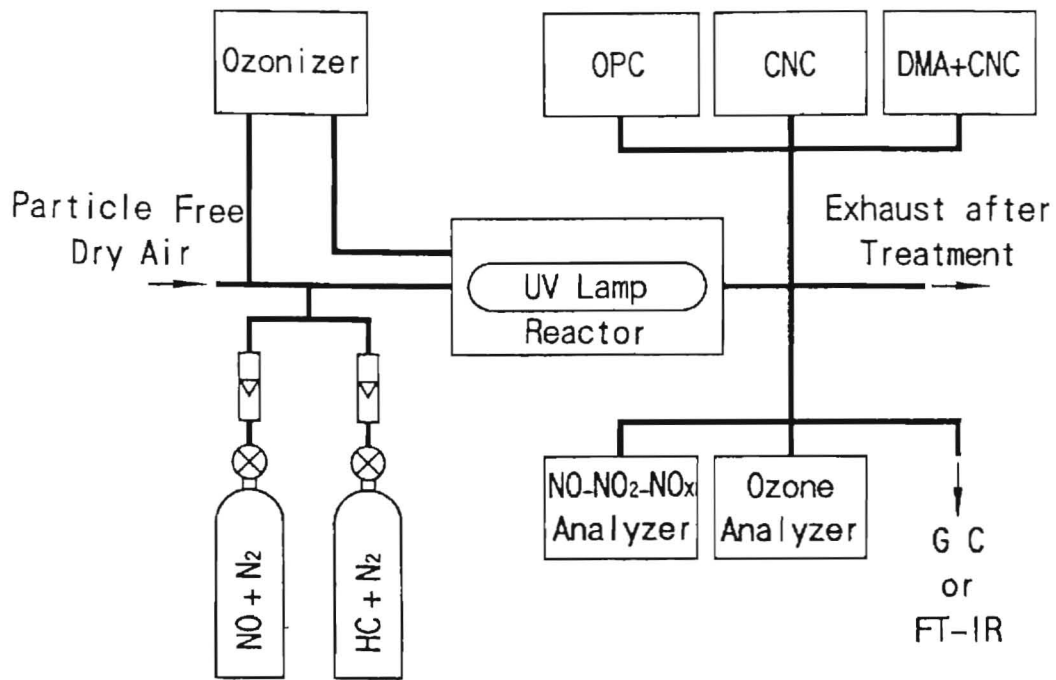 Ozonizer
OPC
CNC
DMA+CNC
Particle Free
Dry Air
Exhaust after
Treatment
UV Lamp
Reactor
NO + N₂
HC + N₂
NO-NO₂-NOx
Analyzer
Ozone
Analyzer
G C
or
FT-IR